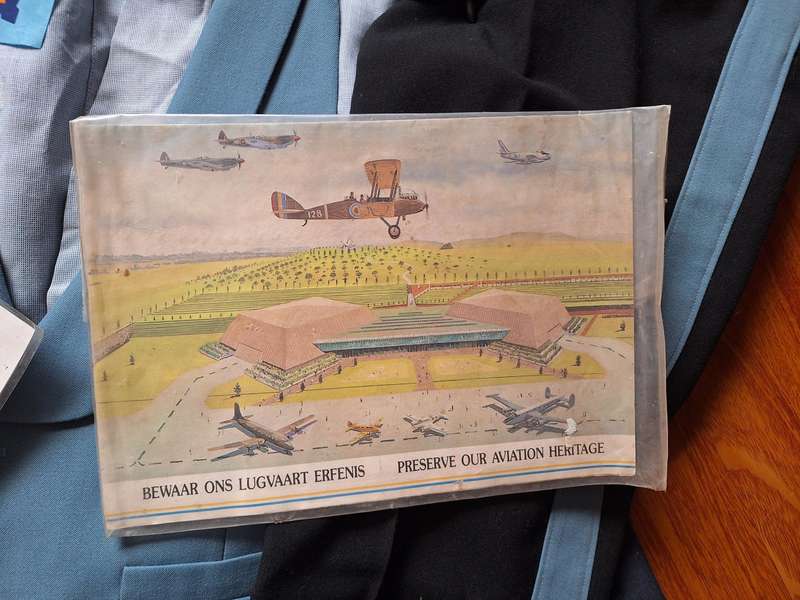 128
BEWAAR ONS LUGVAART ERFENIS PRESERVE OUR AVIATION HERITAGE